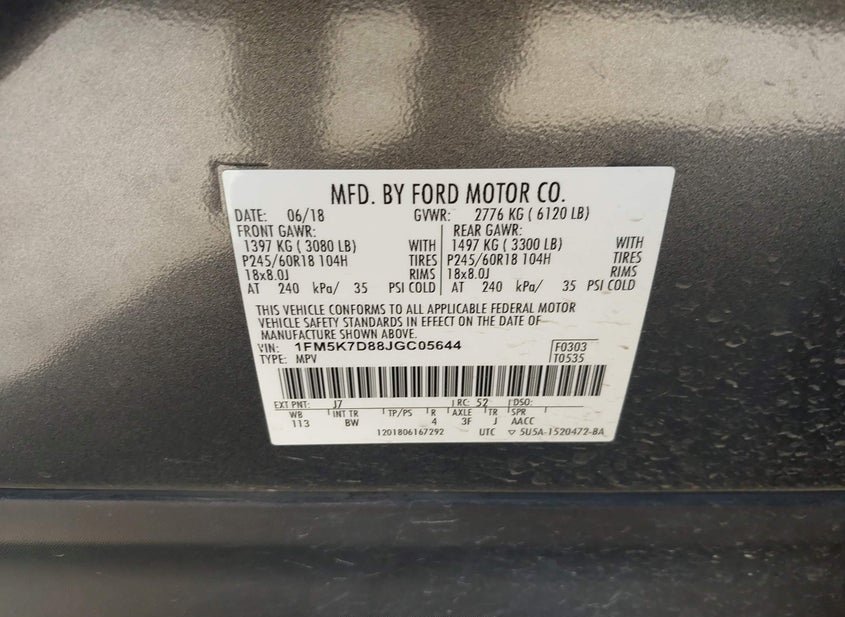 MFD. BY FORD MOTOR CO.
DATE: 06/18 GVWR: 2776 KG ( 6120 LB)
FRONT GAWR: REAR GAWR:
1397 KG ( 3080 LB) WITH 1497 KG ( 3300 LB) WITH
P245/60R18 104H TIRES P245/60R18 104H TIRES
18x8.0J RIMS 18x8.0J RIMS
AT 240 kPa/ 35 PSI COLD AT 240 kPa/ 35 PSI COLD
THIS VEHICLE CONFORMS TO ALL APPLICABLE FEDERAL MOTOR
VEHICLE SAFETY STANDARDS IN EFFECT ON THE DATE OF
MANUFACTURE SHOWN ABOVE.
VIN: 1FM5K7D88JGC05644 F0303
TYPE: MPV T0535
EXT PNT: J7 RC: 52 DSO:
WB INT TR TP/PS R AXLE TR SPR
113 BW 4 3F J AACC
1201806167292 UTC ▽ 5U5A-1520472-BA